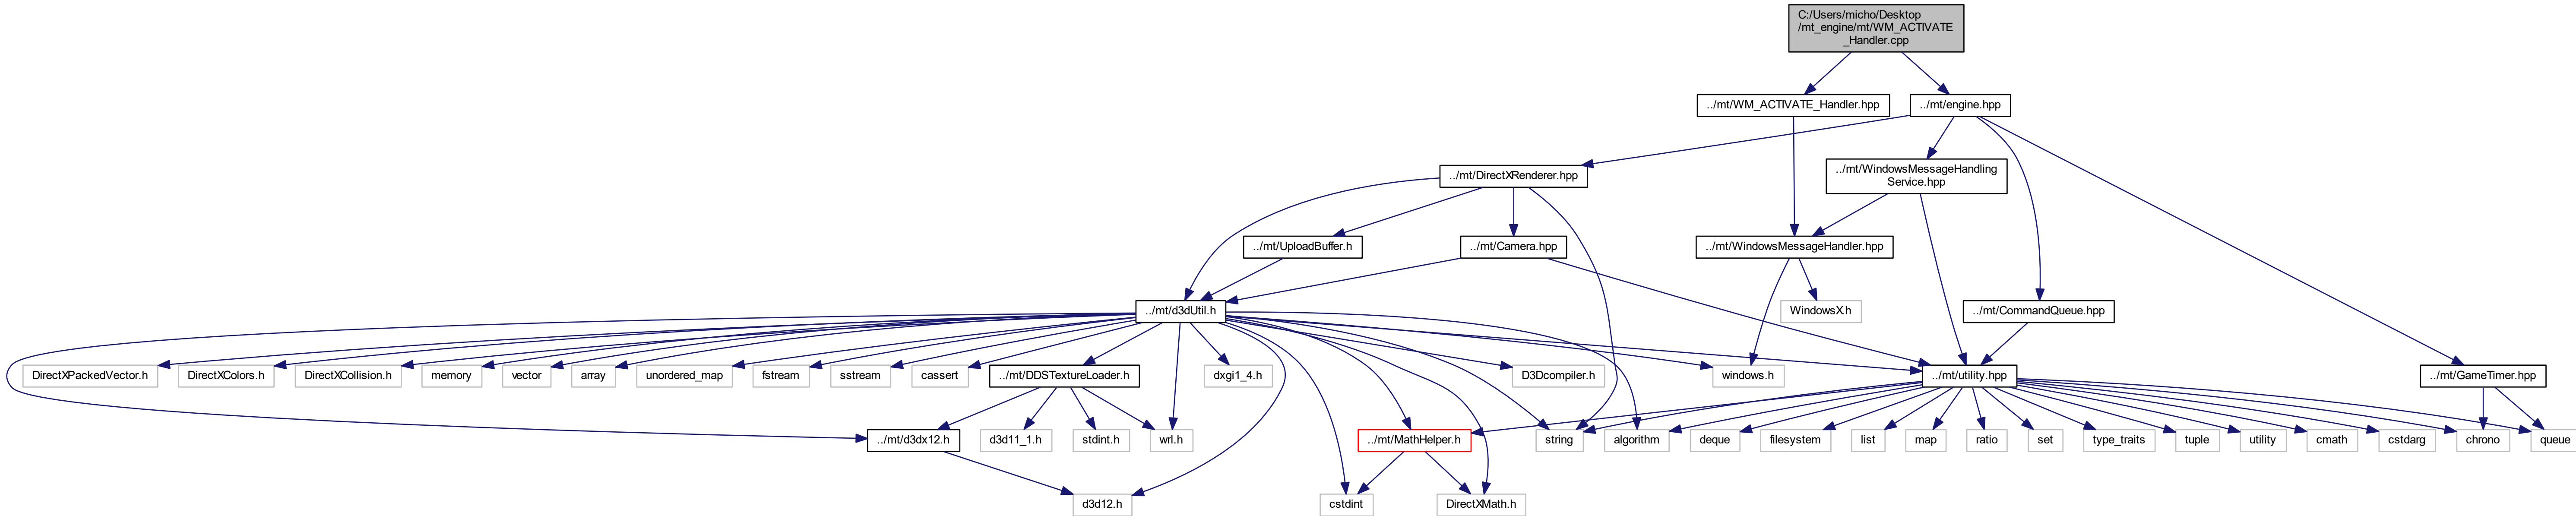 C:/Users/micho/Desktop
/mt_engine/mt/WM_ACTIVATE
_Handler.cpp
../mt/WM_ACTIVATE_Handler.hpp
../mt/engine.hpp
../mt/DirectXRenderer.hpp
../mt/WindowsMessageHandling
Service.hpp
../mt/UploadBuffer.h
../mt/Camera.hpp
../mt/WindowsMessageHandler.hpp
../mt/d3dUtil.h
WindowsX.h
../mt/CommandQueue.hpp
DirectXPackedVector.h
DirectXColors.h
DirectXCollision.h
memory
vector
array
unordered_map
fstream
sstream
cassert
../mt/DDSTextureLoader.h
dxgi1_4.h
D3Dcompiler.h
windows.h
../mt/utility.hpp
../mt/GameTimer.hpp
../mt/d3dx12.h
d3d11_1.h
stdint.h
wrl.h
../mt/MathHelper.h
string
algorithm
deque
filesystem
list
map
ratio
set
type_traits
tuple
utility
cmath
cstdarg
chrono
queue
d3d12.h
cstdint
DirectXMath.h